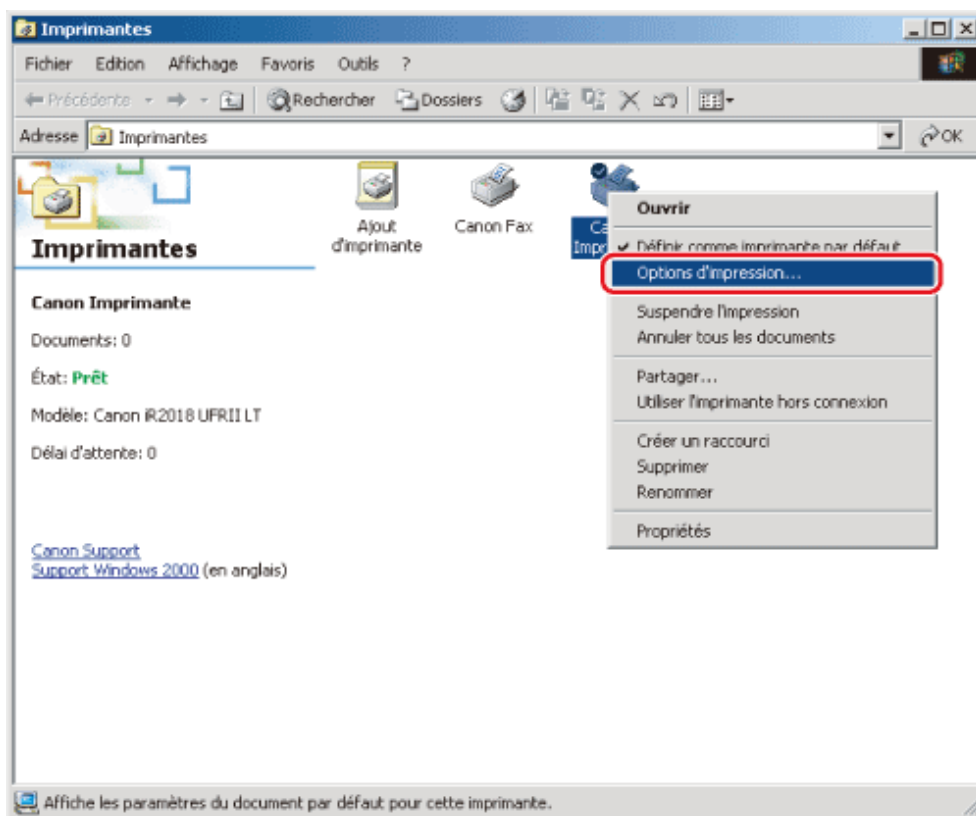 Imprimantes
Fichier Edition Affichage Favoris Outils ?
Précédente Rechercher Dossiers
Adresse Imprimantes OK
Imprimantes
Canon Imprimante
Documents: 0
État: Prêt
Modèle: Canon iR2018 UFRII LT
Délai d'attente: 0
Canon Support
Support Windows 2000 (en anglais)
Ajout
d'imprimante
Canon Fax
Ca
Impr
Ouvrir
Définir comme imprimante par défaut
Options d'impression...
Suspendre l'impression
Annuler tous les documents
Partager...
Utiliser l'imprimante hors connexion
Créer un raccourci
Supprimer
Renommer
Propriétés
Affiche les paramètres du document par défaut pour cette imprimante.